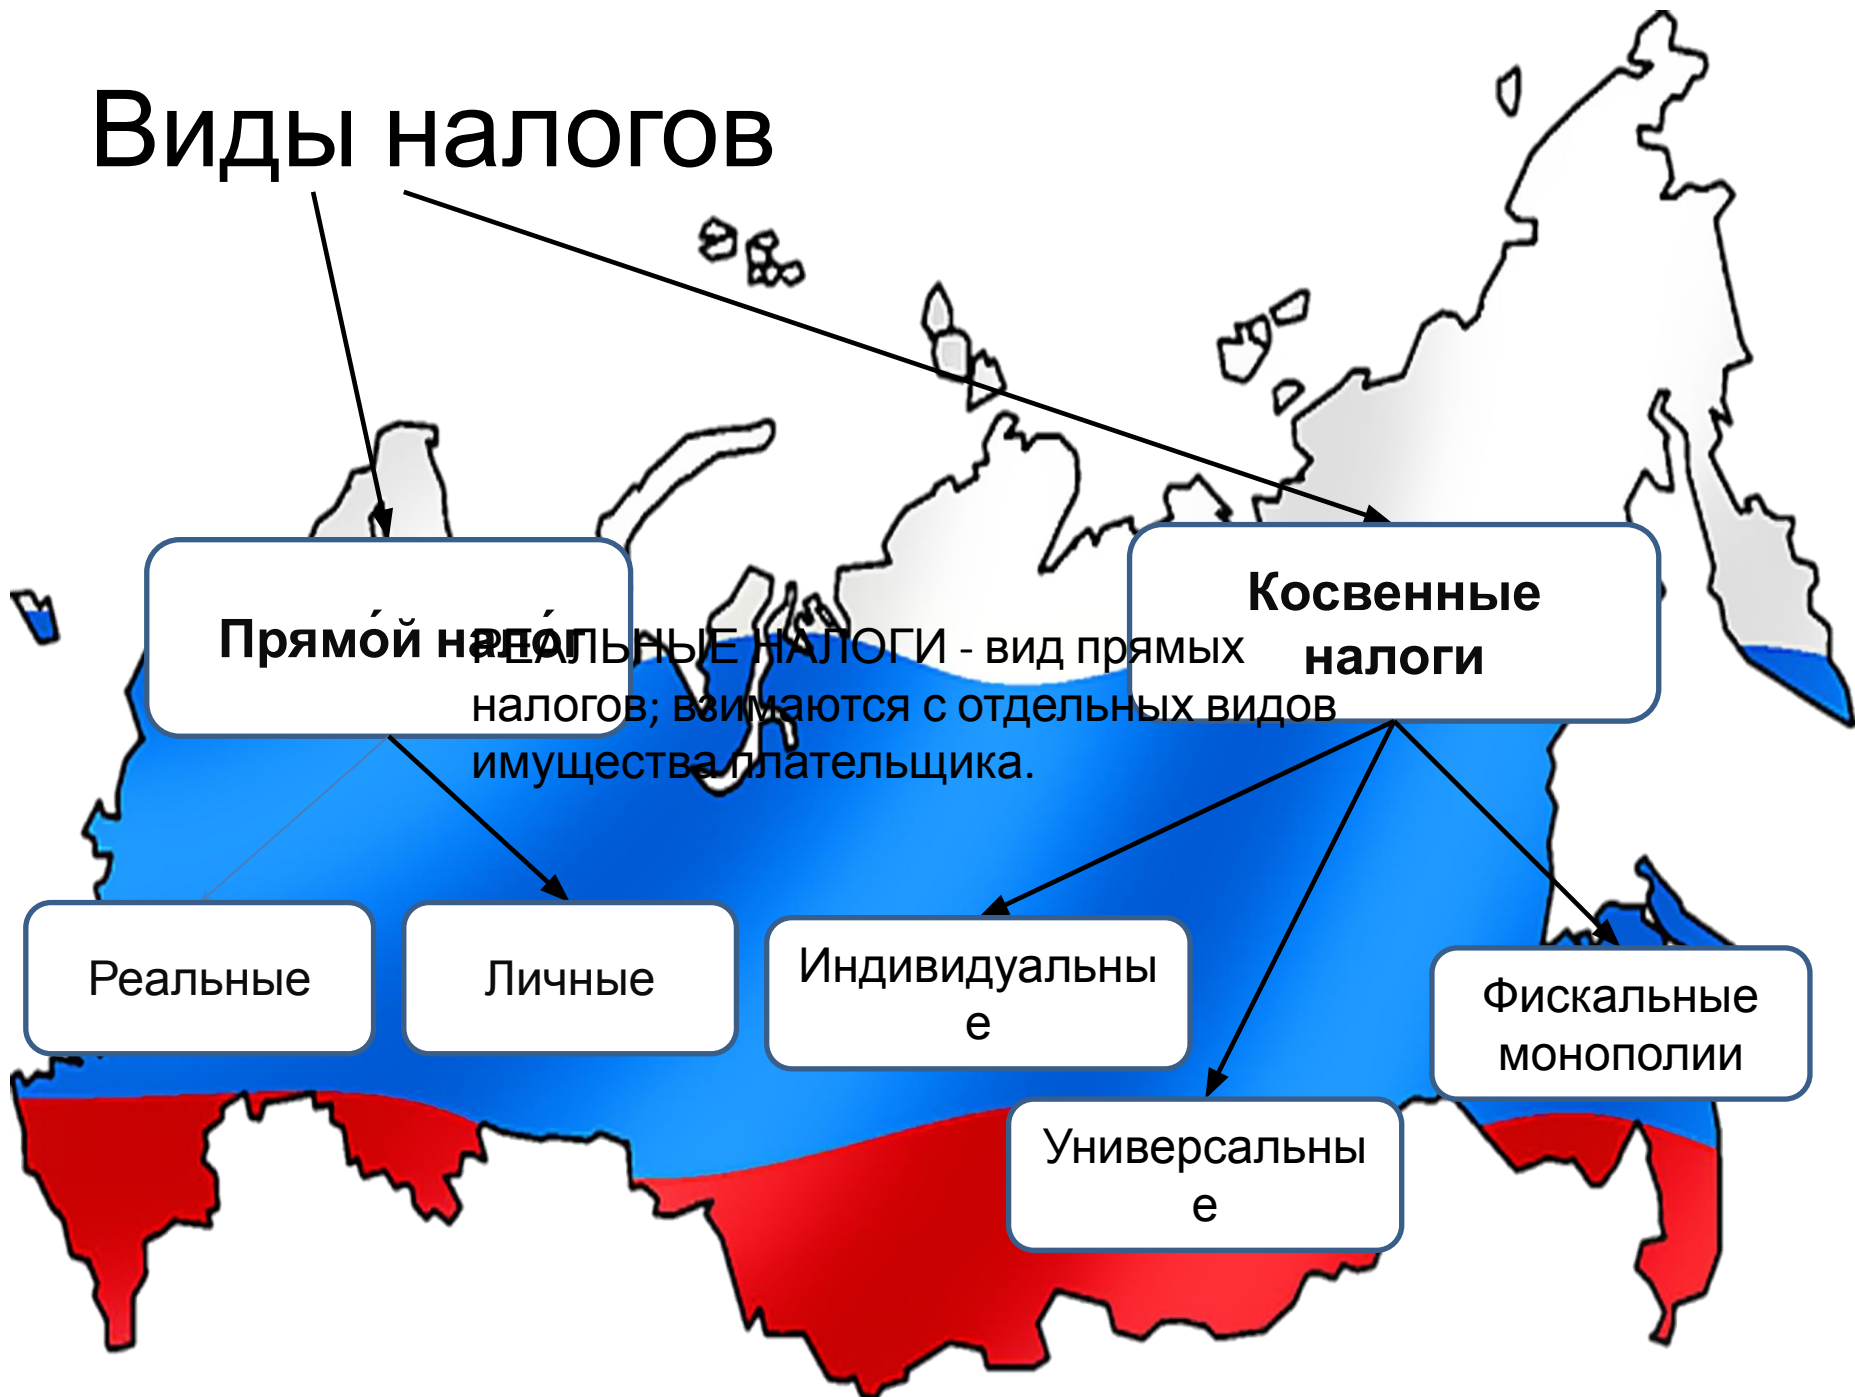 Виды налогов
Прямо́й нало́г
Косвенные
налоги
РЕАЛЬНЫЕ НАЛОГИ - вид прямых
налогов; взимаются с отдельных видов
имущества плательщика.
Реальные
Личные
Индивидуальны
е
Фискальные
монополии
Универсальны
е